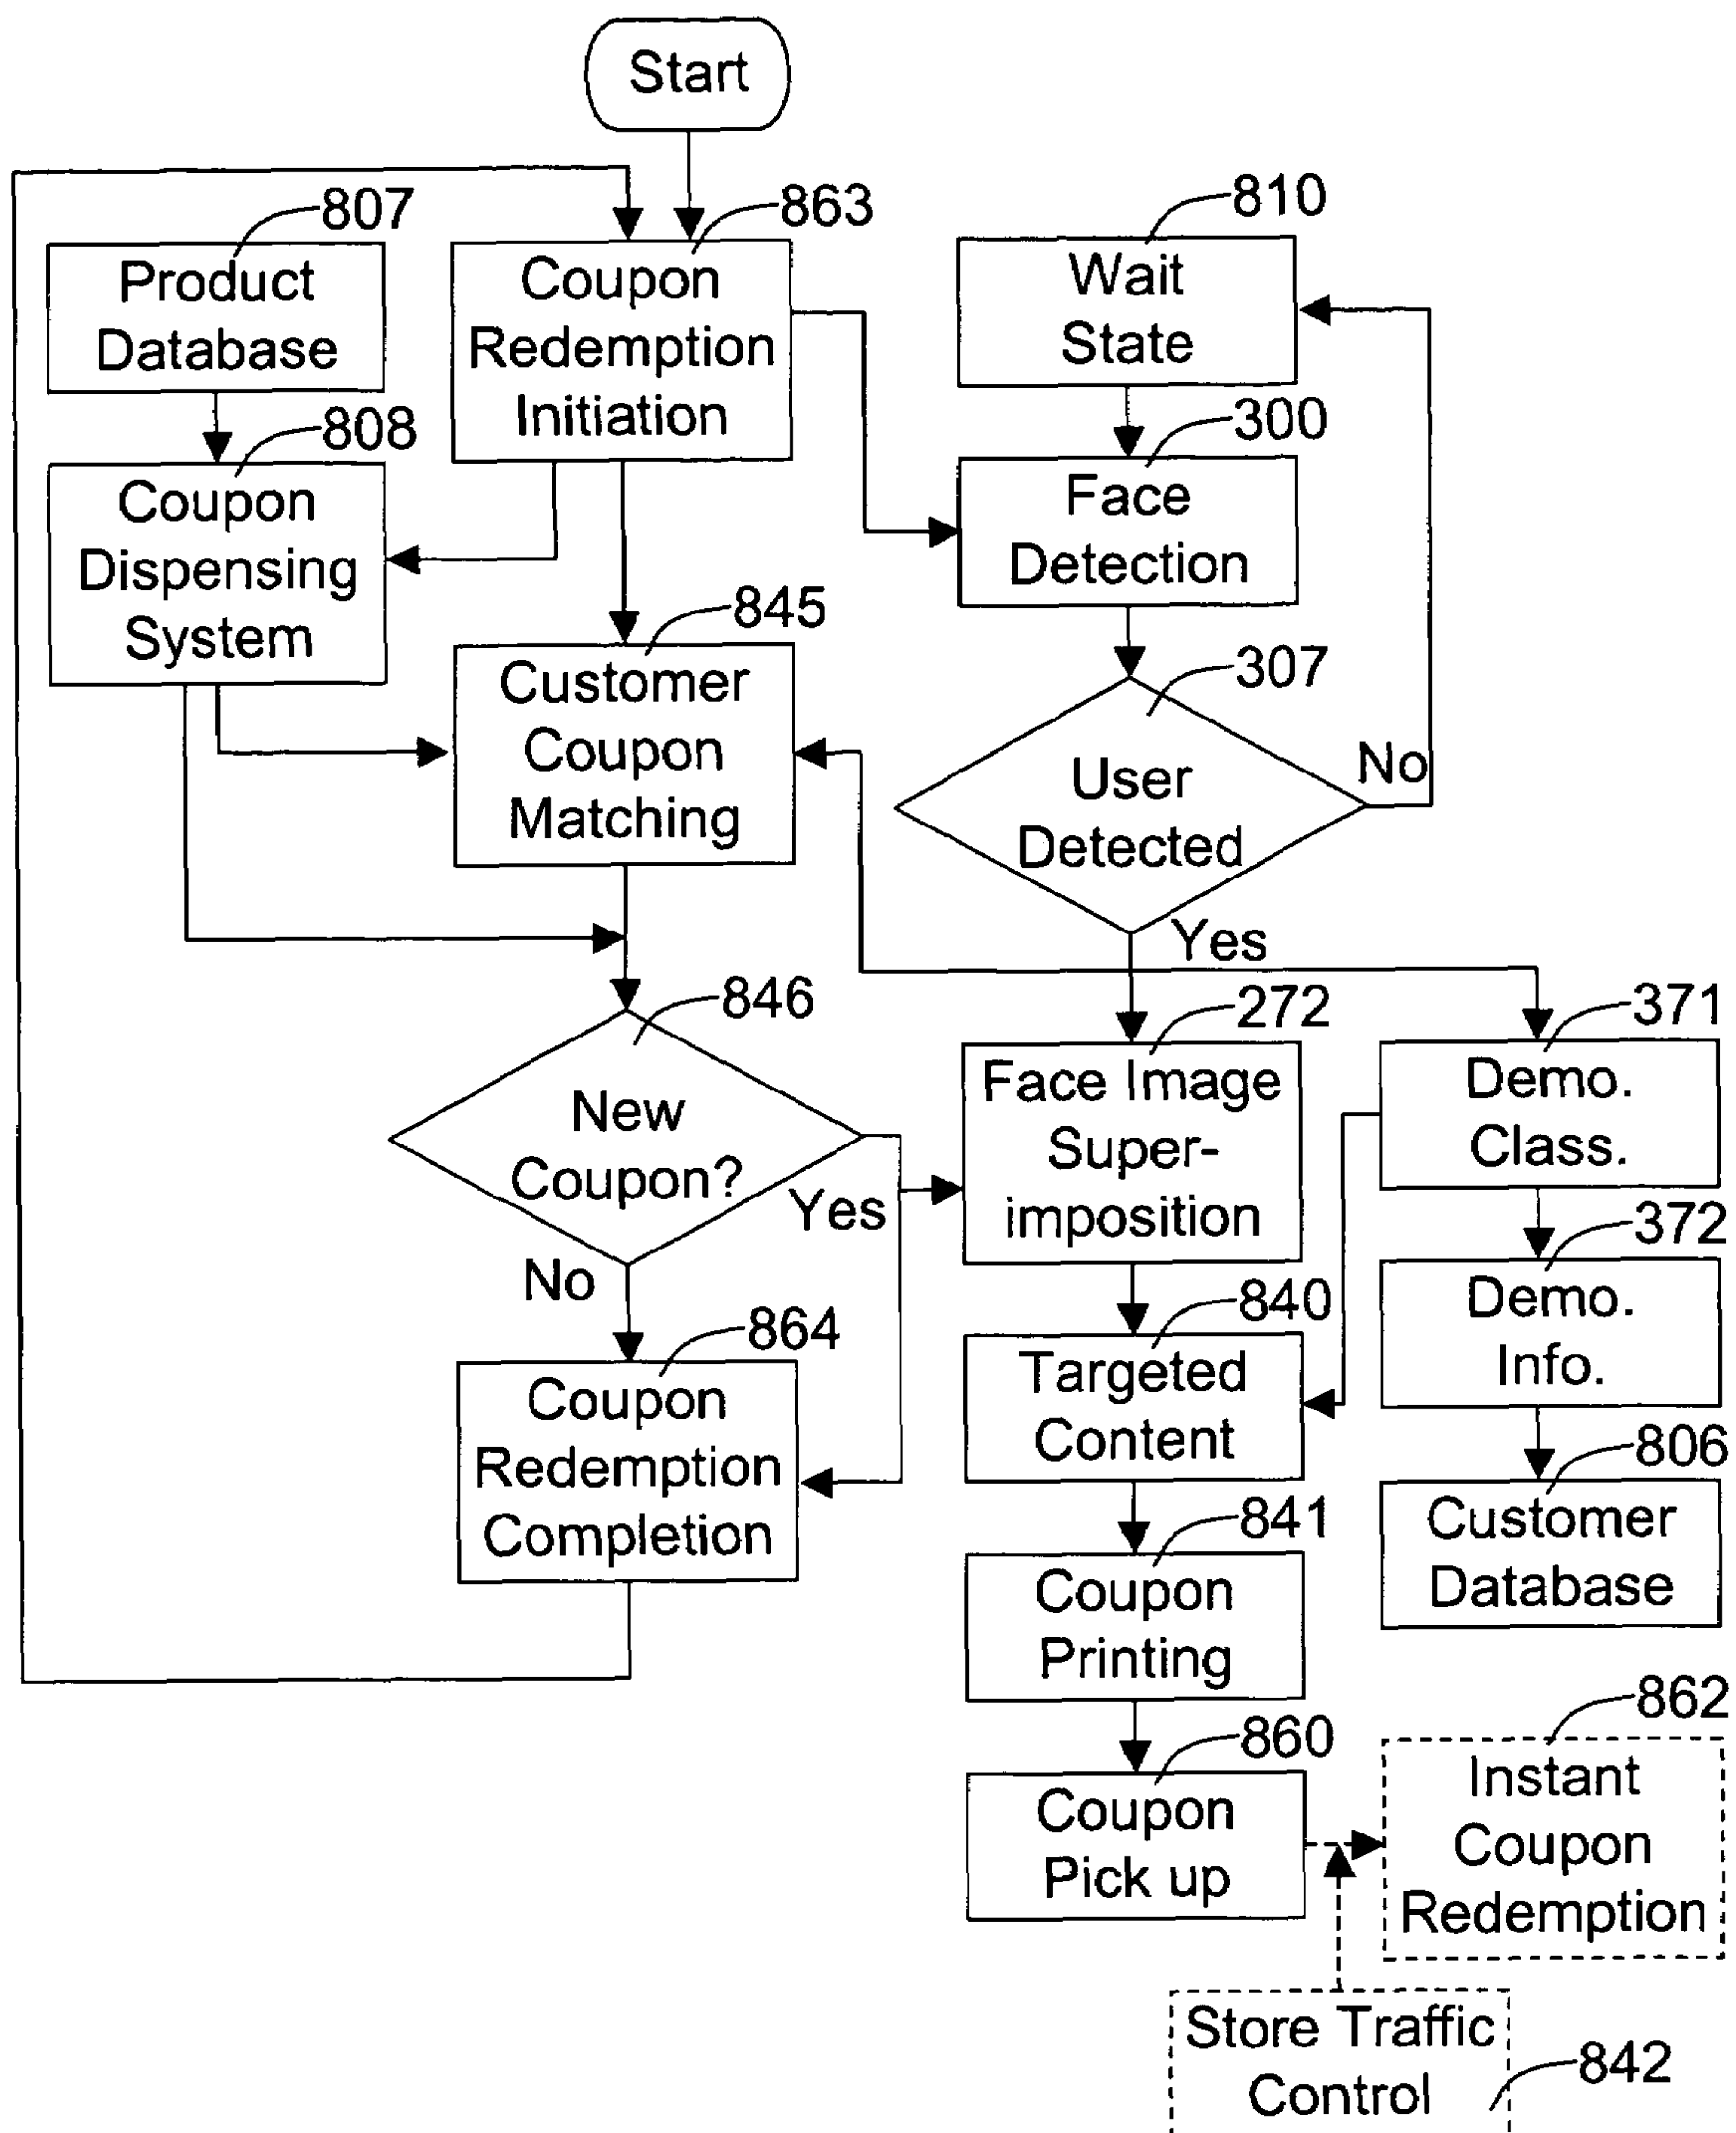 Start
807
Product
Database
863
Coupon
Redemption
Initiation
810
Wait
State
808
Coupon
Dispensing
System
300
Face
Detection
845
Customer
Coupon
Matching
307
User
Detected
No
Yes
846
New
Coupon?
Yes
No
272
Face Image
Super-
imposition
371
Demo.
Class.
372
Demo.
Info.
864
Coupon
Redemption
Completion
840
Targeted
Content
806
Customer
Database
841
Coupon
Printing
860
Coupon
Pick up
862
Instant
Coupon
Redemption
Store Traffic
Control
842